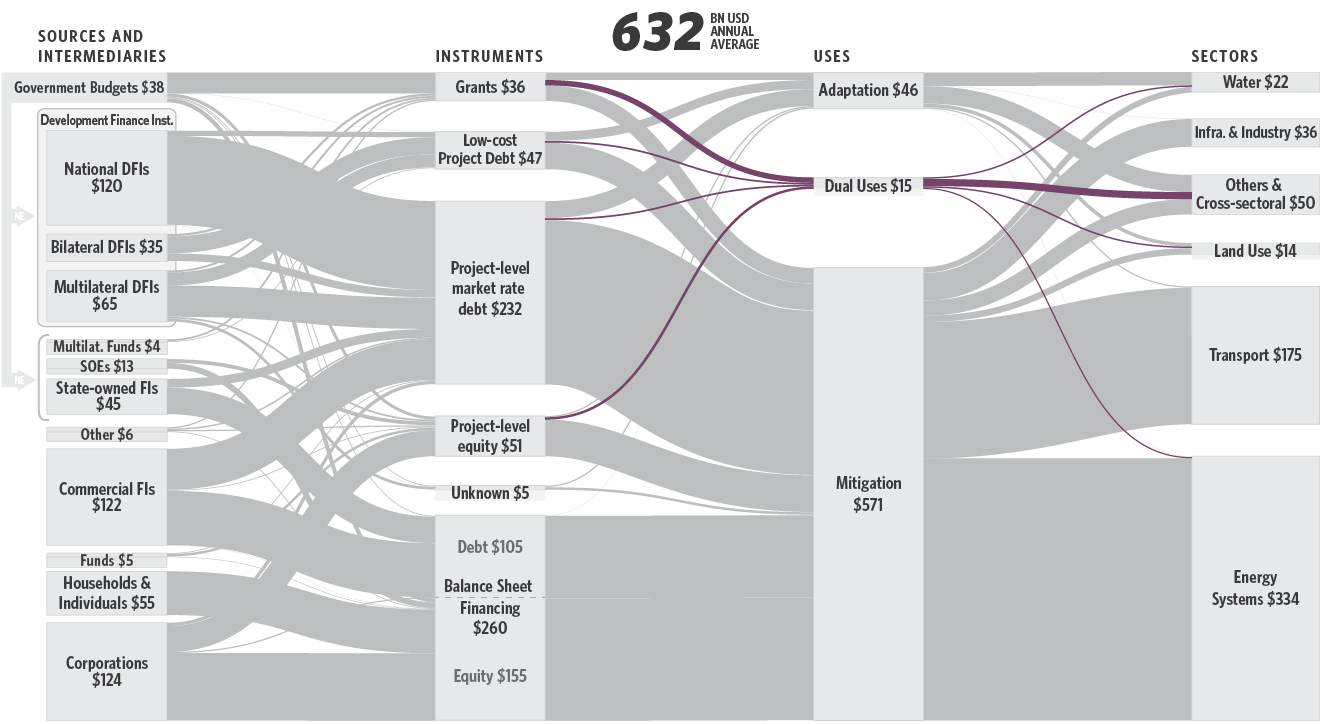 632 BN USD
ANNUAL
AVERAGE
SOURCES AND
INTERMEDIARIES
INSTRUMENTS
USES
SECTORS
Government Budgets $38
Development Finance Inst.
National DFIs
$120
Bilateral DFIs $35
Multilateral DFIs
$65
NE
Multilat. Funds $4
SOEs $13
NE
State-owned FIs
$45
Other $6
Commercial FIs
$122
Funds $5
Households &
Individuals $55
Corporations
$124
Grants $36
Low-cost
Project Debt $47
Project-level
market rate
debt $232
Project-level
equity $51
Unknown $5
Debt $105
Balance Sheet
Financing
$260
Equity $155
Adaptation $46
Dual Uses $15
Mitigation
$571
Water $22
Infra. & Industry $36
Others &
Cross-sectoral $50
Land Use $14
Transport $175
Energy
Systems $334